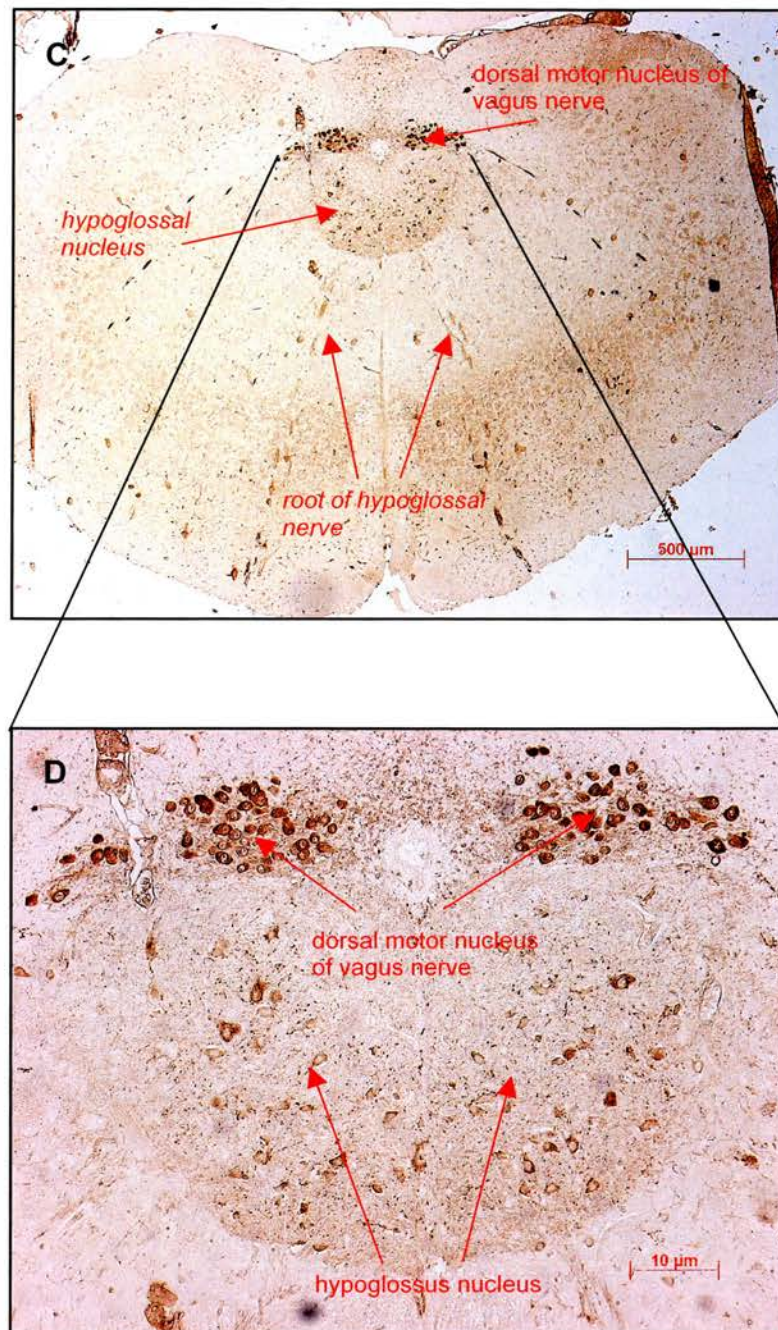 C
dorsal motor nucleus of
vagus nerve
hypoglossal
nucleus
root of hypoglossal
nerve
500 µm
D
dorsal motor nucleus
of vagus nerve
10 µm
hypoglossus nucleus